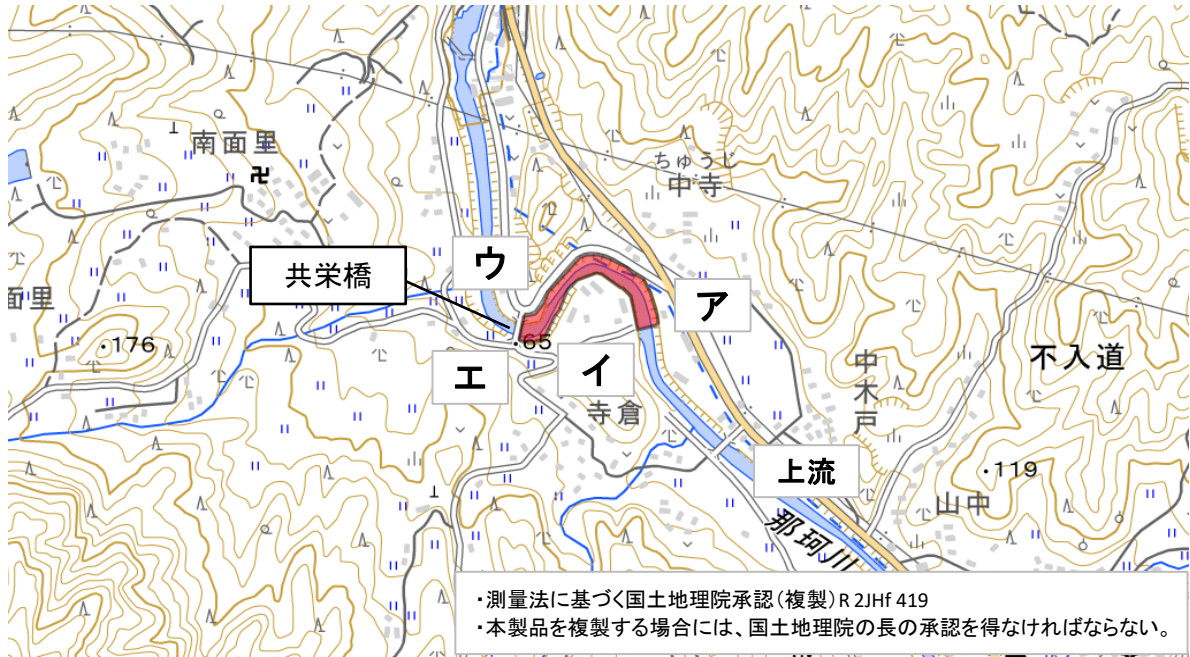 南面里
ちゅうじ
中寺
ウ
共栄橋
ア
面里
・176
・65
エ
イ
寺倉
不入道
中木戸
・119
上流
山中
那珂川
・測量法に基づく国土地理院承認(複製)R 2JHf 419
・本製品を複製する場合には、国土地理院の長の承認を得なければならない。